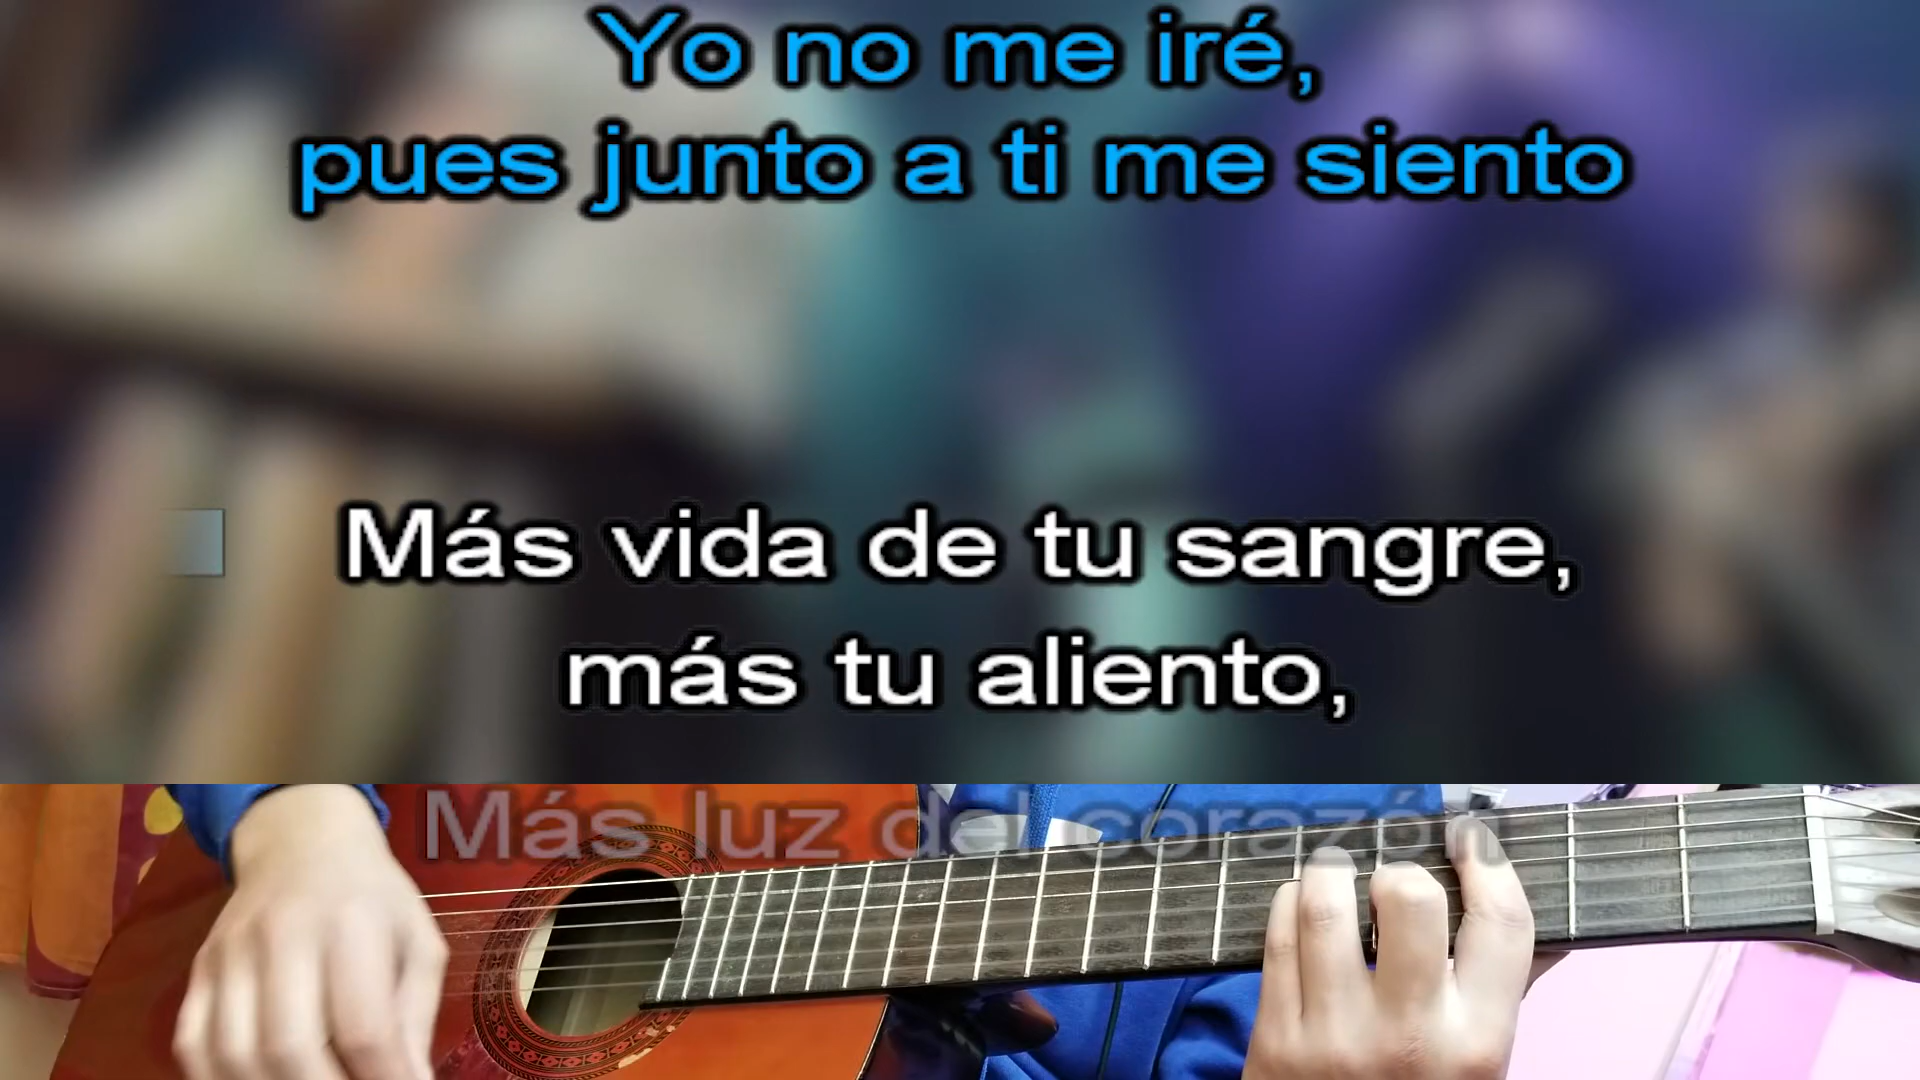 Yo no me iré,
pues junto a ti me siento
Más vida de tu sangre,
más tu aliento,
Más luz del corazón